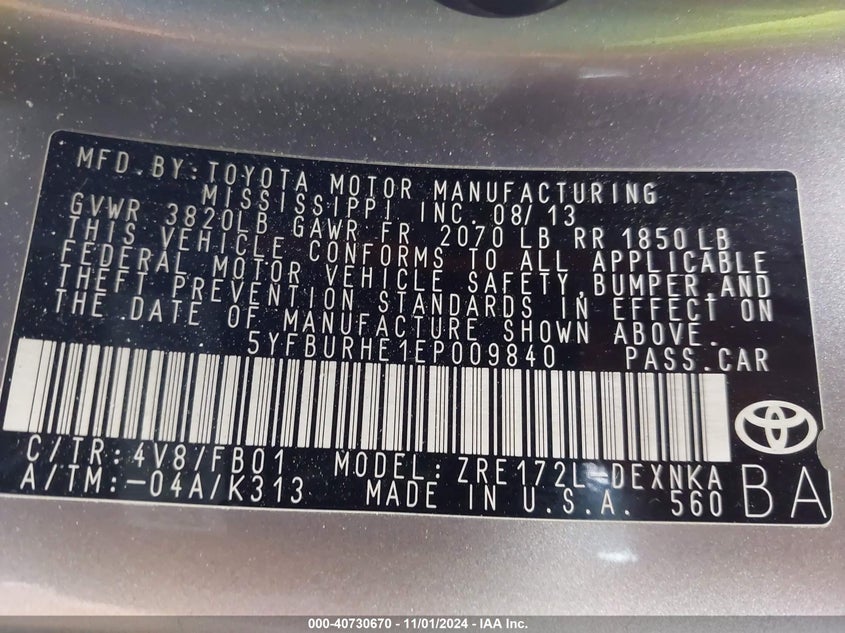 MFD.BY:TOYOTA MOTOR MANUFACTURING
MISSISSIPPI INC. 08/13
GVWR 3820LB GAWR FR 2070 LB RR 1850LB
THIS VEHICLE CONFORMS TO ALL APPLICABLE
FEDERAL MOTOR VEHICLE SAFETY,BUMPER,AND
THEFT PREVENTION STANDARDS IN EFFECT ON
THE DATE OF MANUFACTURE SHOWN ABOVE.
5YFBURHE1EP009840 PASS.CAR
C/TR:4V8/FB01 MODEL:ZRE172L-DEXNKA
A/TM:-04A/K313 MADE IN U.S.A. 560
BA
000-40730670 - 11/01/2024 - IAA Inc.